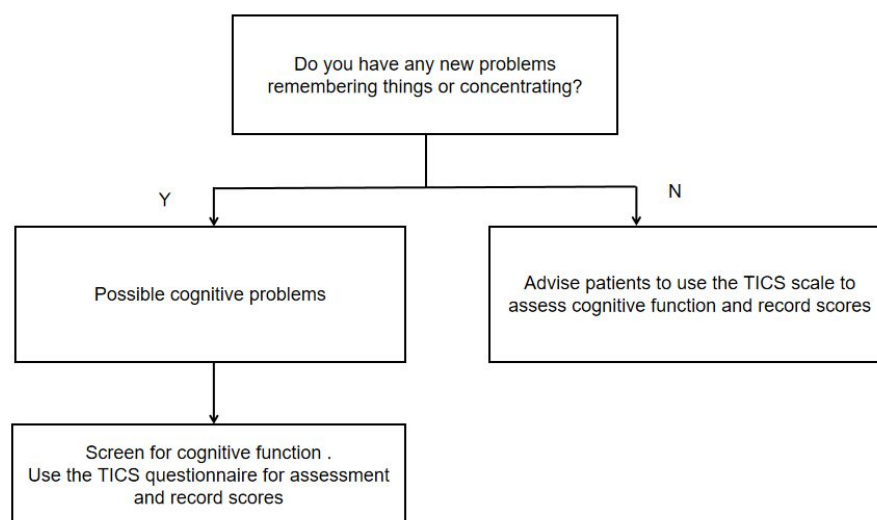 Do you have any new problems
remembering things or concentrating?
Y
N
Possible cognitive problems
Advise patients to use the TICS scale to
assess cognitive function and record scores
Screen for cognitive function .
Use the TICS questionnaire for assessment
and record scores